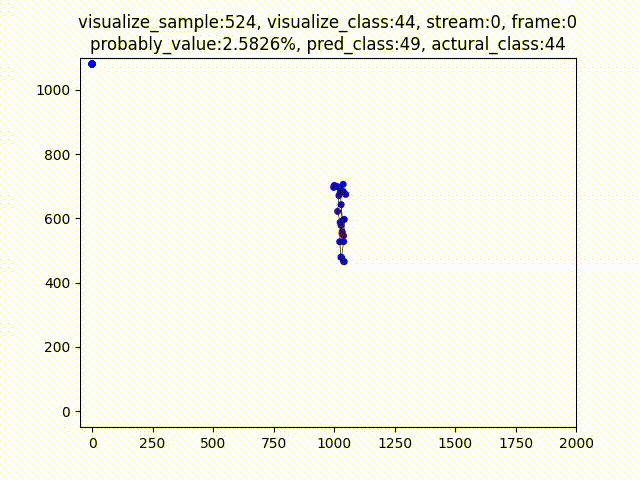 visualize_sample:524, visualize_class:44, stream:0, frame:0
probably_value:2.5826%, pred_class:49, actural_class:44
1000
800
600
400
200
0
0 250 500 750 1000 1250 1500 1750 2000